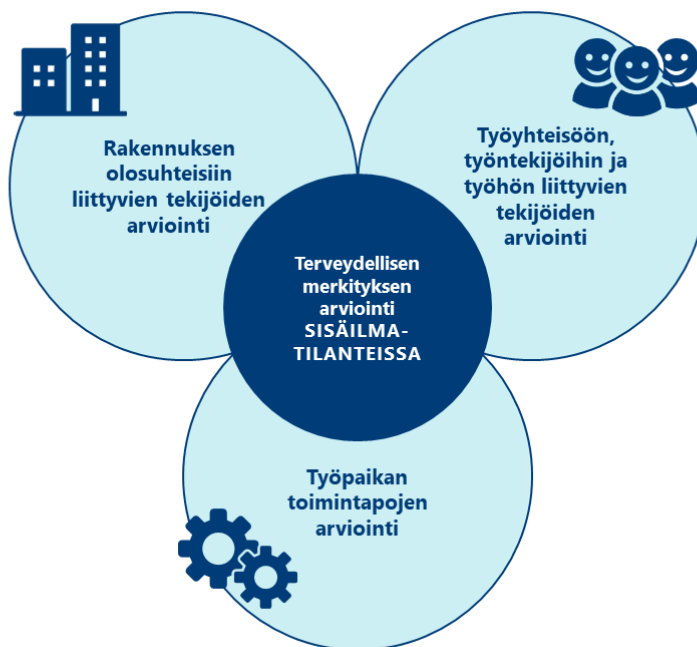 Rakennuksen
olosuhteisiin
liittyvien tekijöiden
arviointi
Työyhteisöön,
työntekijöihin ja
työhön liittyvien
tekijöiden
arviointi
Terveydellisen
merkityksen
arviointi
SISÄILMA-
TILANTEISSA
Työpaikan
toimintapojen
arviointi